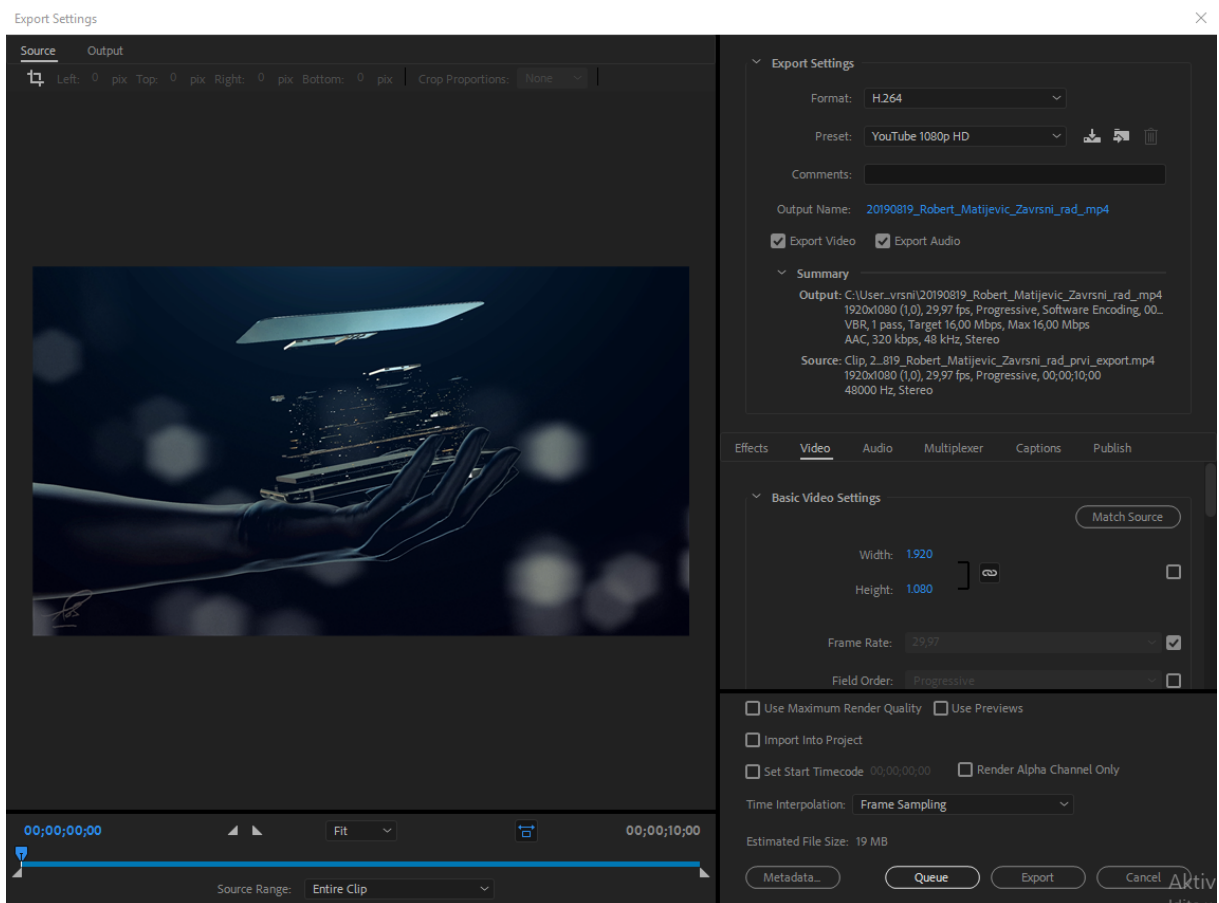 Export Settings
Source Output
Left: 0 pix Top: 0 pix Right: 0 pix Bottom: 0 pix Crop Proportions: None
00;00;00;00 Fit 00;00;10;00
Source Range: Entire Clip
Export Settings
Format: H.264
Preset: YouTube 1080p HD
Comments:
Output Name: 20190819_Robert_Matijevic_Zavrsni_rad_.mp4
Export Video Export Audio
Summary
Output: C:\User...vrsni\20190819_Robert_Matijevic_Zavrsni_rad_.mp4
1920x1080 (1,0), 29,97 fps, Progressive, Software Encoding, 00...
VBR, 1 pass, Target 16,00 Mbps, Max 16,00 Mbps
AAC, 320 kbps, 48 kHz, Stereo
Source: Clip, 2...819_Robert_Matijevic_Zavrsni_rad_prvi_export.mp4
1920x1080 (1,0), 29,97 fps, Progressive, 00;00;10;00
48000 Hz, Stereo
Effects Video Audio Multiplexer Captions Publish
Basic Video Settings
Match Source
Width: 1.920
Height: 1.080
Frame Rate: 29,97
Field Order: Progressive
Use Maximum Render Quality Use Previews
Import Into Project
Set Start Timecode 00;00;00;00 Render Alpha Channel Only
Time Interpolation: Frame Sampling
Estimated File Size: 19 MB
Metadata... Queue Export Cancel
Aktiv